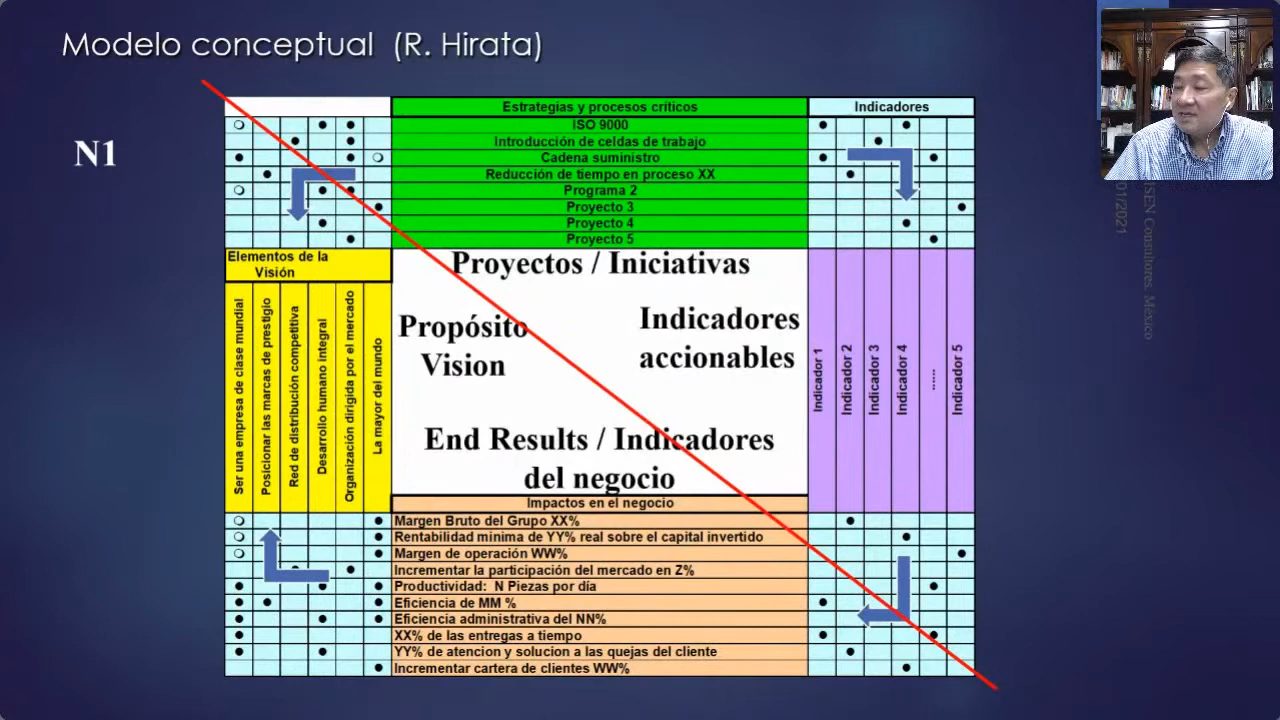 Modelo conceptual (R. Hirata)
N1
Estrategias y procesos críticos
Indicadores
ISO 9000
Introducción de celdas de trabajo
Cadena suministro
Reducción de tiempo en proceso XX
Programa 2
Proyecto 3
Proyecto 4
Proyecto 5
Elementos de la
Visión
Ser una empresa de clase mundial
Posicionar las marcas de prestigio
Red de distribución competitiva
Desarrollo humano integral
Organización dirigida por el mercado
La mayor del mundo
Proyectos / Iniciativas
Propósito
Vision
Indicadores
accionables
End Results / Indicadores
del negocio
Indicador 1
Indicador 2
Indicador 3
Indicador 4
......
Indicador 5
Impactos en el negocio
Margen Bruto del Grupo XX%
Rentabilidad mínima de YY% real sobre el capital invertido
Margen de operación WW%
Incrementar la participación del mercado en Z%
Productividad: N Piezas por día
Eficiencia de MM %
Eficiencia administrativa del NN%
XX% de las entregas a tiempo
YY% de atencion y solucion a las quejas del cliente
Incrementar cartera de clientes WW%
01/2021
ISEN Consultores, México